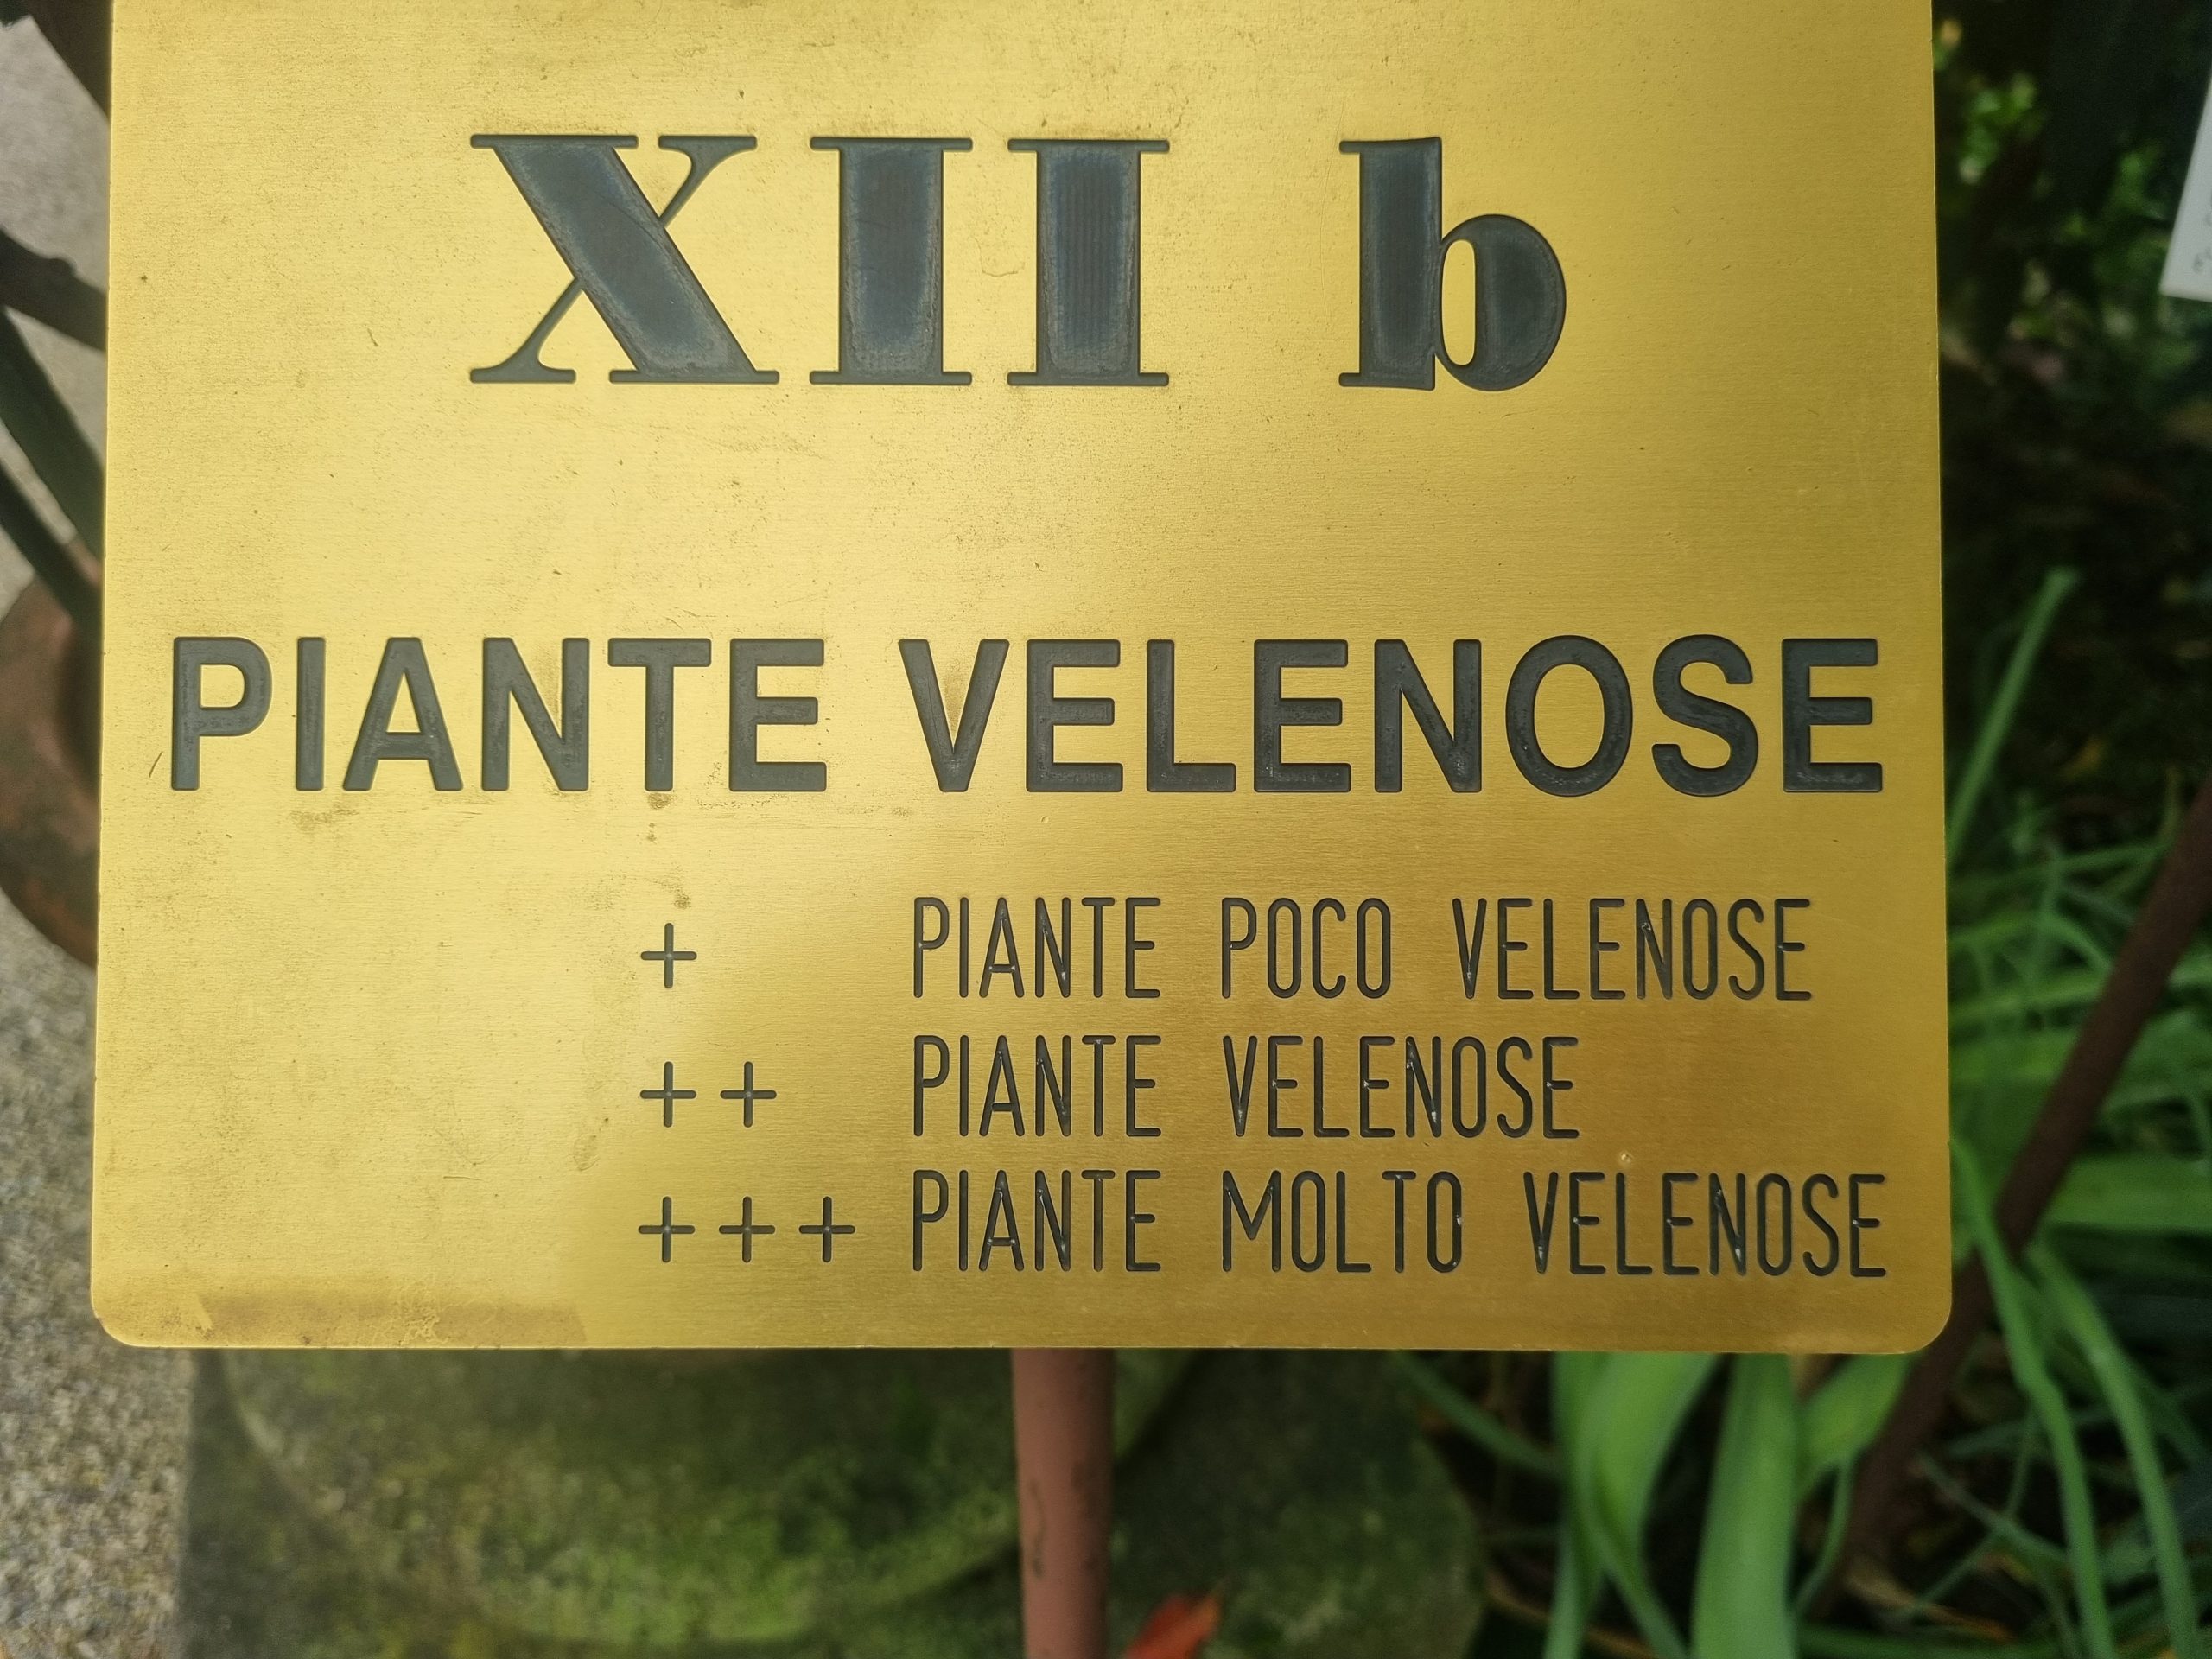 XII b
PIANTE VELENOSE
+ PIANTE POCO VELENOSE
++ PIANTE VELENOSE
+++ PIANTE MOLTO VELENOSE